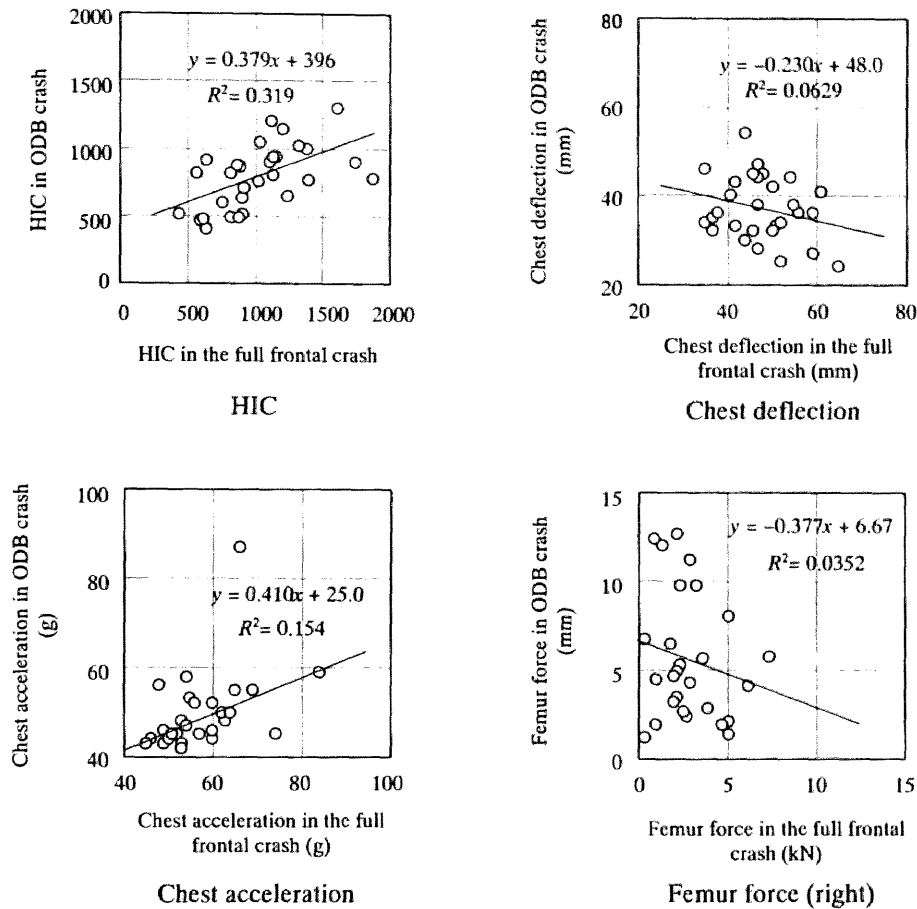 2000
1500
1000
500
0
HIC in ODB crash
y = 0.379x + 396
R² = 0.319
0 500 1000 1500 2000
HIC in the full frontal crash
HIC
80
60
40
20
Chest deflection in ODB crash
(mm)
y = −0.230x + 48.0
R² = 0.0629
20 40 60 80
Chest deflection in the full
frontal crash (mm)
Chest deflection
100
80
60
40
Chest acceleration in ODB crash
(g)
y = 0.410x + 25.0
R² = 0.154
40 60 80 100
Chest acceleration in the full
frontal crash (g)
Chest acceleration
15
10
5
0
Femur force in ODB crash
(mm)
y = −0.377x + 6.67
R² = 0.0352
0 5 10 15
Femur force in the full frontal
crash (kN)
Femur force (right)